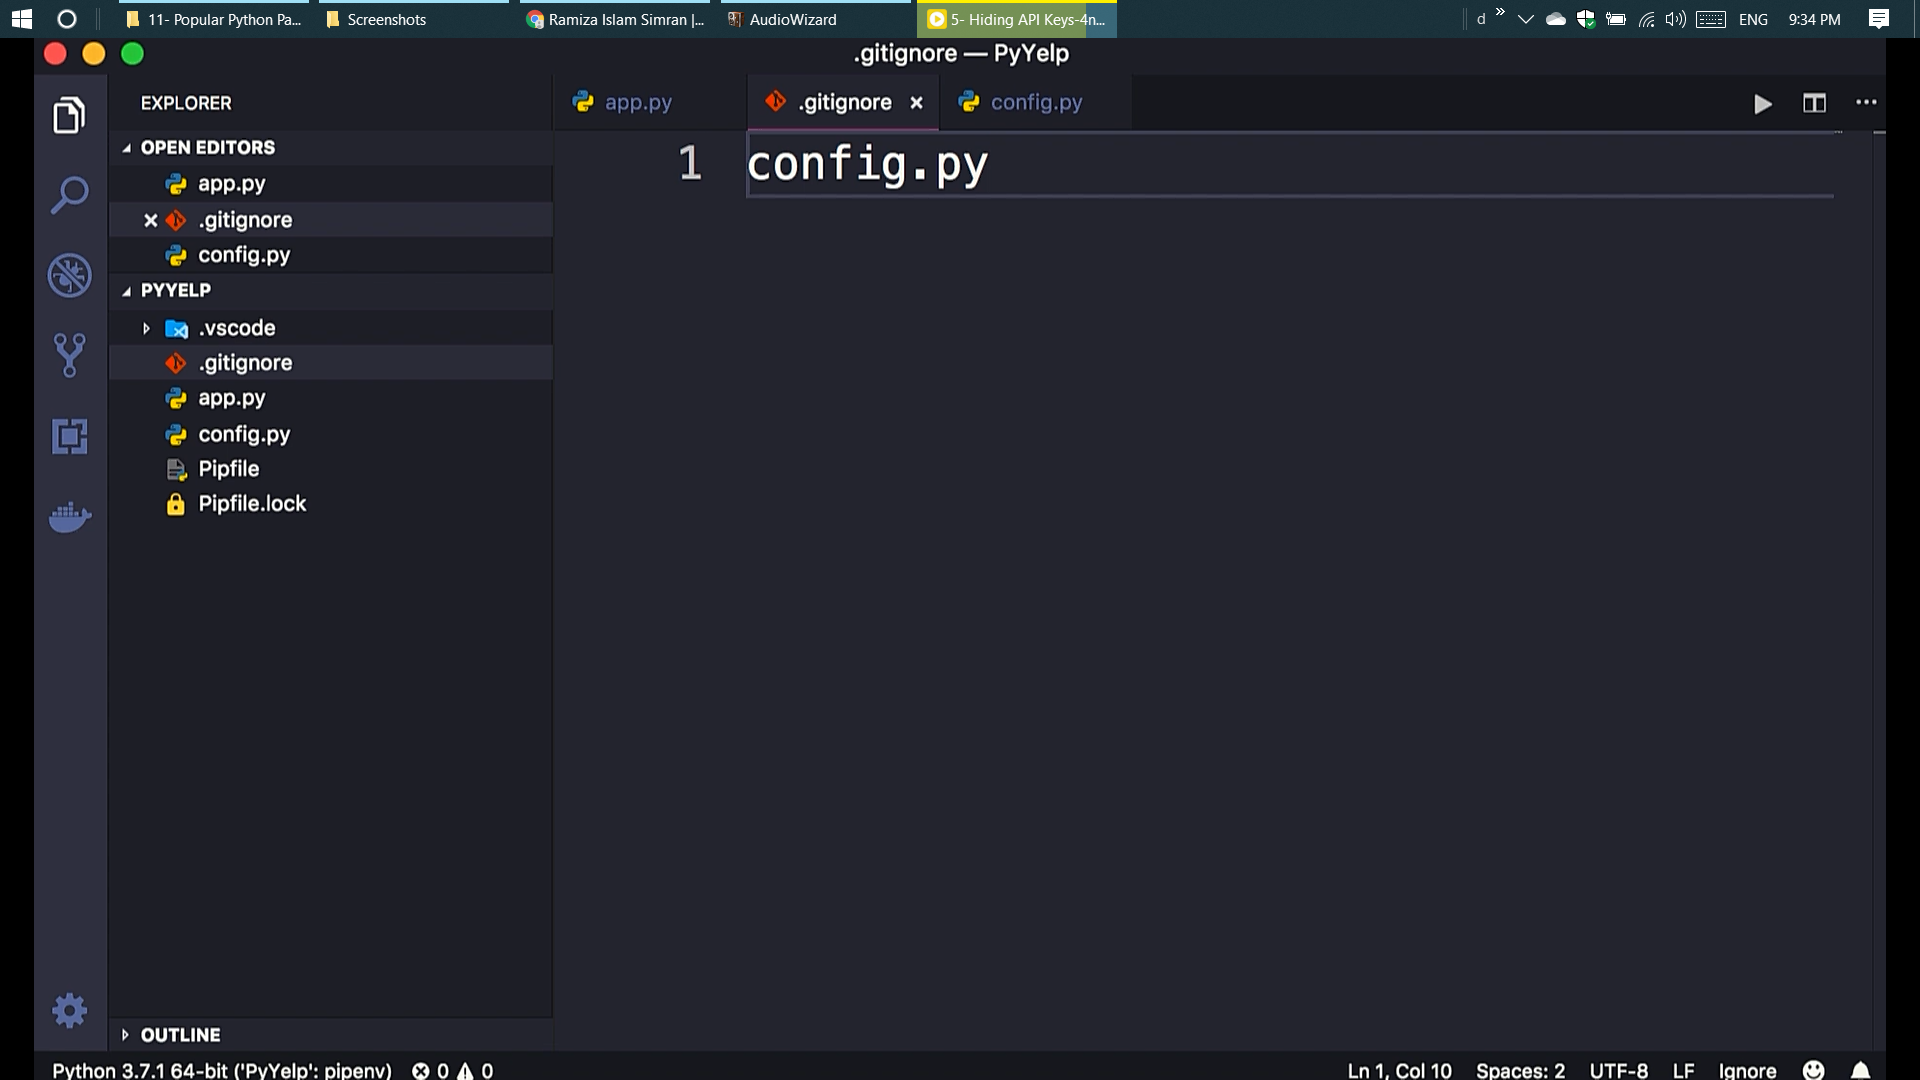 11- Popular Python Pa...
Screenshots
Ramiza Islam Simran |...
AudioWizard
5- Hiding API Keys-4n...
d
»
ENG
9:34 PM
.gitignore — PyYelp
EXPLORER
app.py
.gitignore
config.py
OPEN EDITORS
app.py
.gitignore
config.py
PYYELP
.vscode
.gitignore
app.py
config.py
Pipfile
Pipfile.lock
OUTLINE
1 config.py
Python 3.7.1 64-bit ('PyYelp': pipenv) 0 0 Ln 1, Col 10 Spaces: 2 UTF-8 LF Ignore